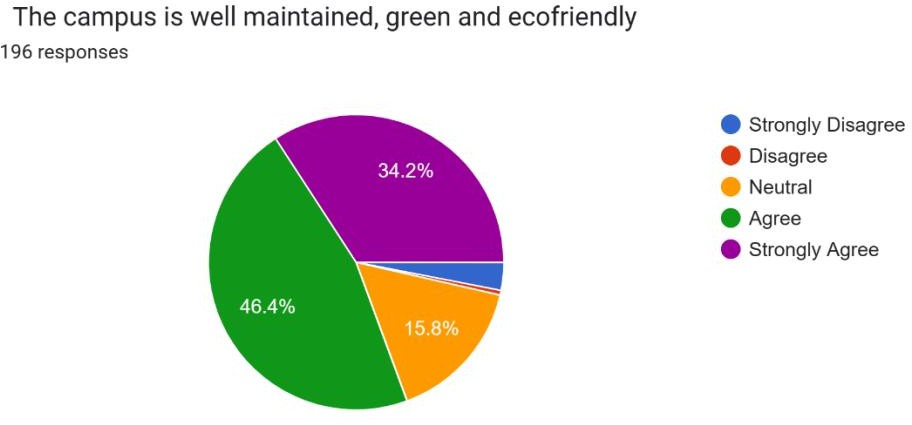 The campus is well maintained, green and ecofriendly
196 responses
34.2%
46.4%
15.8%
Strongly Disagree
Disagree
Neutral
Agree
Strongly Agree